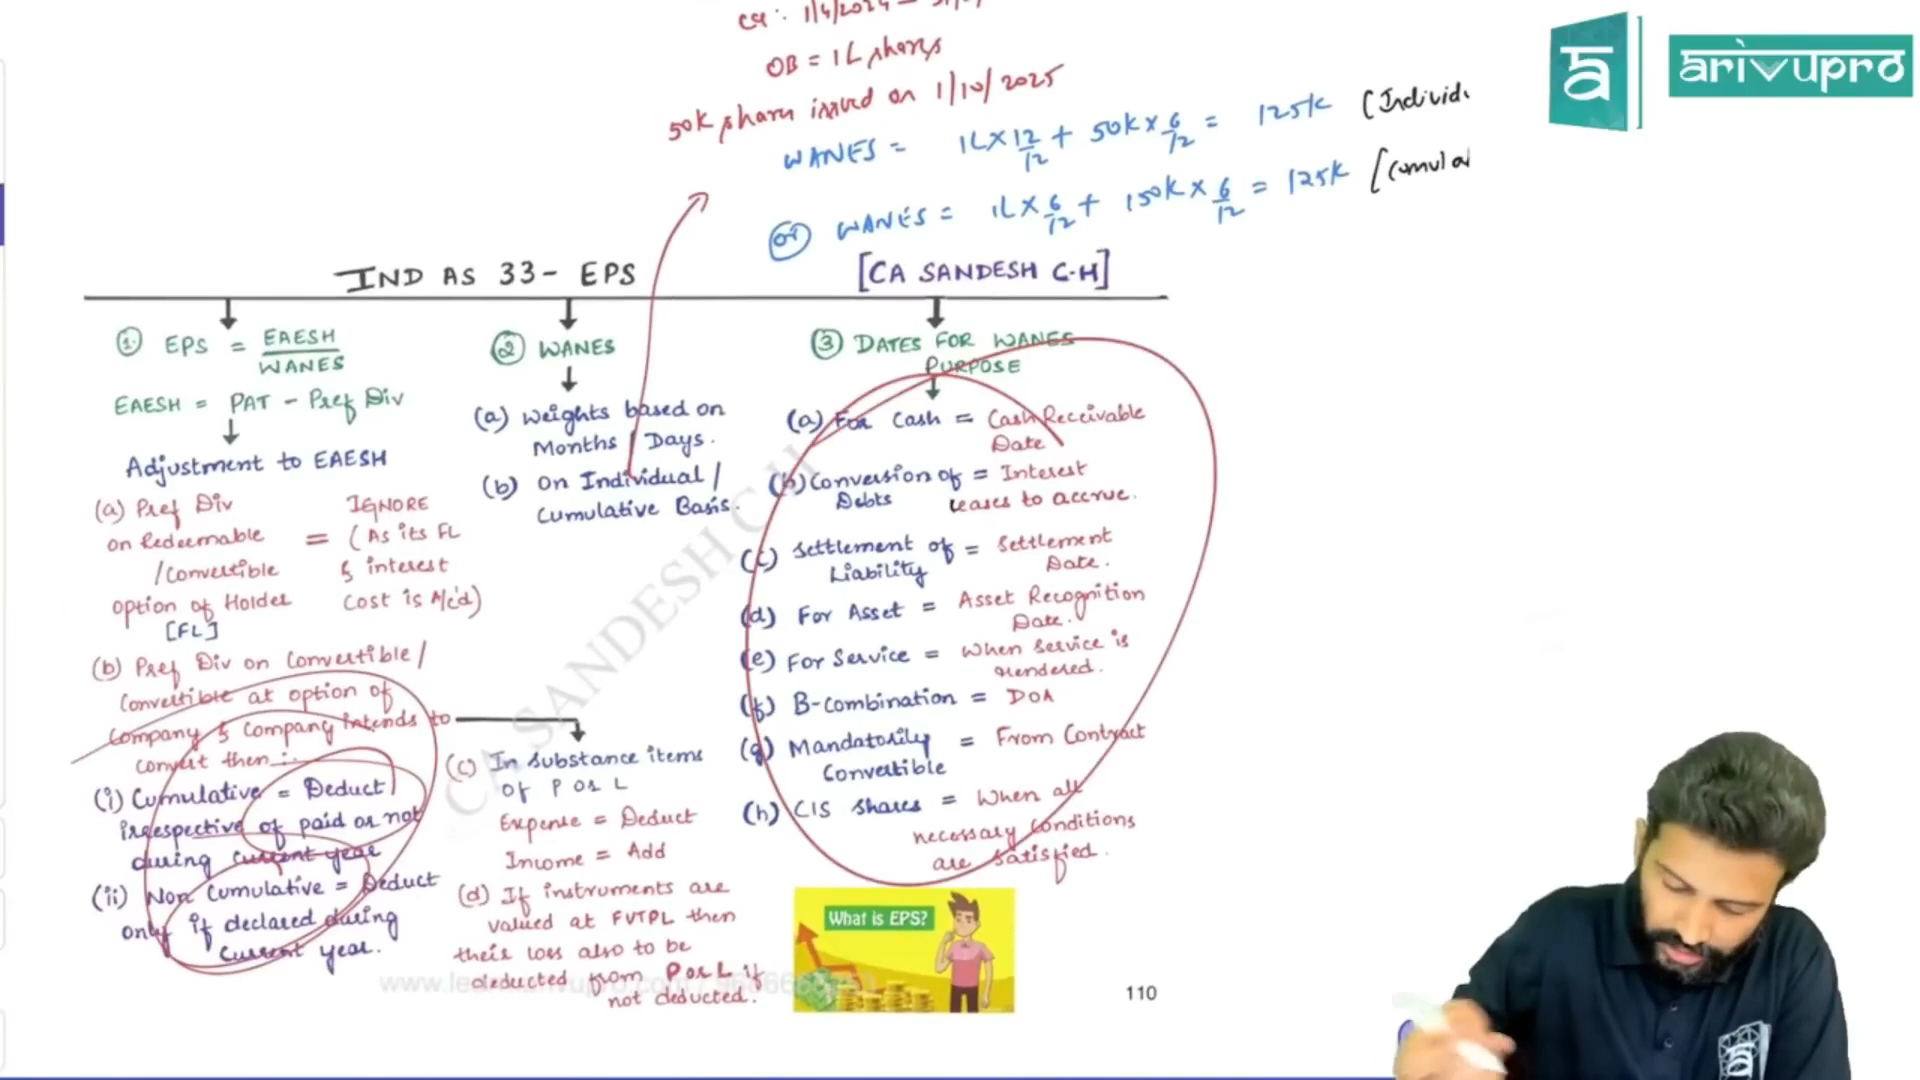 OB = 1L shares
50K shares issued on 1/10/2025
WANES = 1L X 12/12 + 50K X 6/12 = 125K (Individ
or WANES = 1L X 6/12 + 150K X 6/12 = 125K [Cumulat
arivupro
IND AS 33- EPS
[CA SANDESH C.H]
1. EPS = EAESH
WANES
EAESH = PAT - Pref Div
Adjustment to EAESH
(a) Pref Div
on Redeemable
/Convertible
option of Holder
[FL]
= IGNORE
(As its FL
& interest
Cost is A/c'd)
(b) Pref Div on Convertible/
Convertible at option of
Company & Company intends to
convert then :-
(i) Cumulative = Deduct
irrespective of paid or not
during current year
(ii) Non Cumulative = Deduct
only if declared during
current year.
2 WANES
(a) Weights based on
Months / Days.
(b) On Individual /
Cumulative Basis.
(c) In substance items
of P or L
Expense = Deduct
Income = Add
(d) If instruments are
valued at FVTPL then
their loss also to be
deducted from P or L if
not deducted.
3 DATES FOR WANES
PURPOSE
(a) For Cash = Cash Receivable
Date
(b) Conversion of = Interest
Debts ceases to accrue.
(c) Settlement of = Settlement
Liability Date.
(d) For Asset = Asset Recognition
Date.
(e) For Service = When service is
rendered.
(f) B-Combination = DOA
(g) Mandatorily = From Contract
Convertible
(h) CIS shares = When all
necessary conditions
are satisfied.
What is EPS?
CA SANDESH C H
110